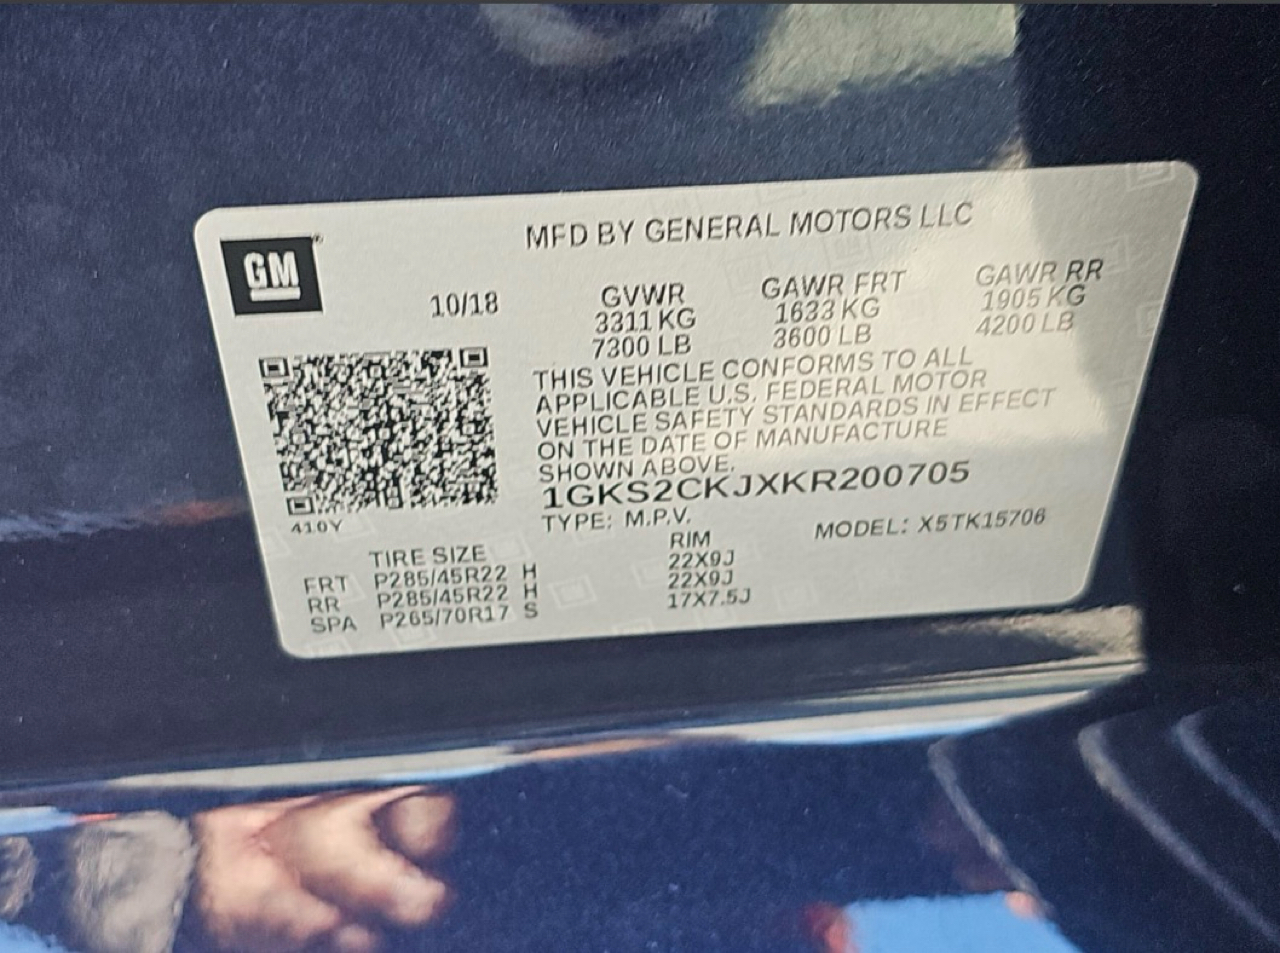 MFD BY GENERAL MOTORS LLC
GM
10/18
GVWR GAWR FRT GAWR RR
3311 KG 1633 KG 1905 KG
7300 LB 3600 LB 4200 LB
THIS VEHICLE CONFORMS TO ALL
APPLICABLE U.S. FEDERAL MOTOR
VEHICLE SAFETY STANDARDS IN EFFECT
ON THE DATE OF MANUFACTURE
SHOWN ABOVE.
1GKS2CKJXKR200705
410Y
TYPE: M.P.V. MODEL: X5TK15706
TIRE SIZE RIM
FRT P285/45R22 H 22X9J
RR P285/45R22 H 22X9J
SPA P265/70R17 S 17X7.5J